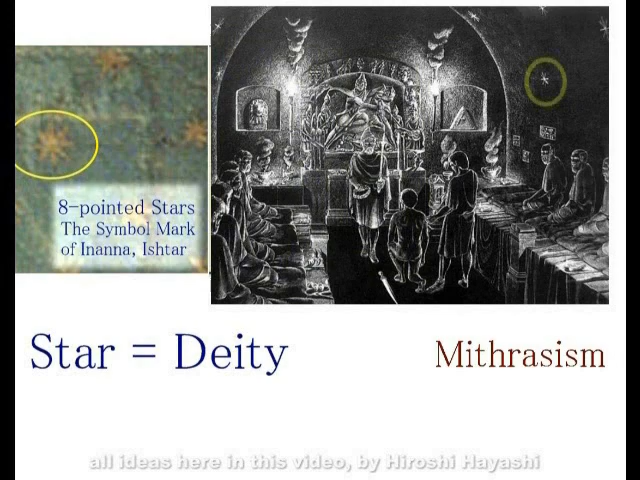 8-pointed Stars
The Symbol Mark
of Inanna, Ishtar
Star = Deity
Mithrasism
all ideas here in this video, by Hiroshi Hayashi